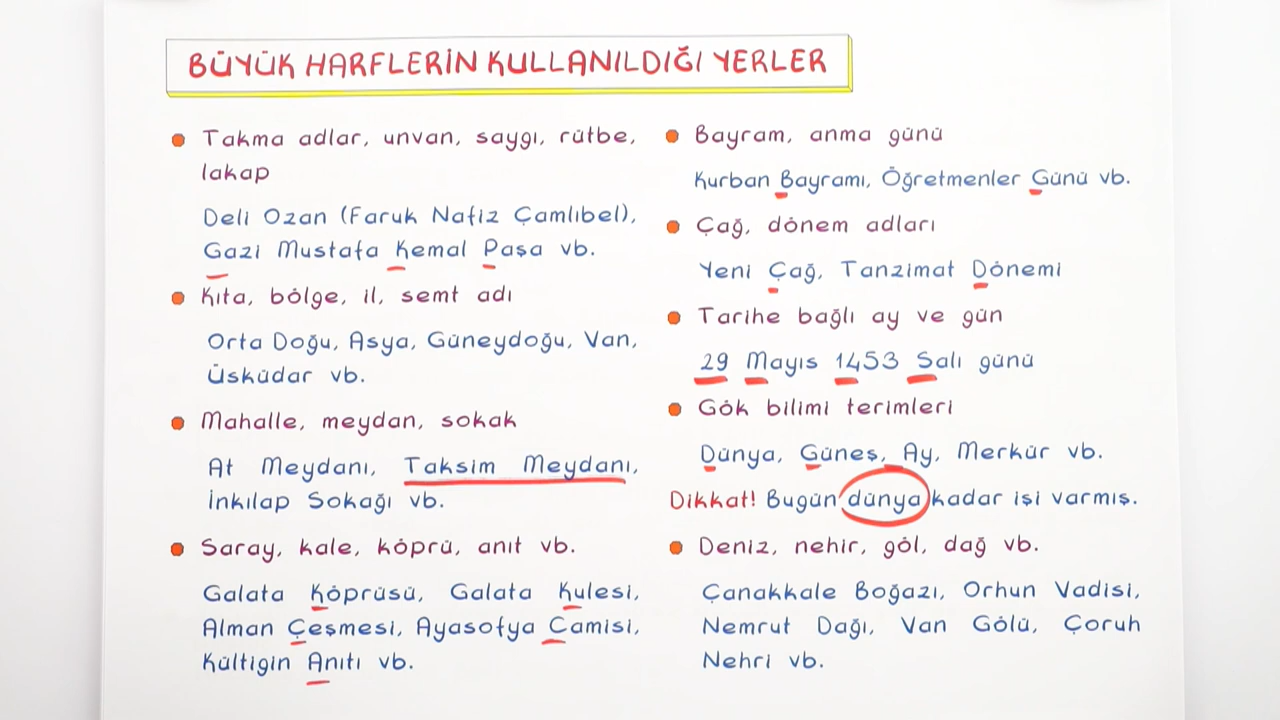 BÜYÜK HARFLERİN KULLANILDIĞI YERLER
Takma adlar, unvan, saygı, rütbe,
lakap
Deli Ozan (Faruk Nafiz Çamlıbel),
Gazi Mustafa Kemal Paşa vb.
Kıta, bölge, il, semt adı
Orta Doğu, Asya, Güneydoğu, Van,
Üsküdar vb.
Mahalle, meydan, sokak
At Meydanı, Taksim Meydanı,
İnkılap Sokağı vb.
Saray, kale, köprü, anıt vb.
Galata Köprüsü, Galata Kulesi,
Alman Çeşmesi, Ayasofya Camisi,
Kültigin Anıtı vb.
Bayram, anma günü
Kurban Bayramı, Öğretmenler Günü vb.
Çağ, dönem adları
Yeni Çağ, Tanzimat Dönemi
Tarihe bağlı ay ve gün
29 Mayıs 1453 Salı günü
Gök bilimi terimleri
Dünya, Güneş, Ay, Merkür vb.
Dikkat! Bugün dünya kadar işi varmış.
Deniz, nehir, göl, dağ vb.
Çanakkale Boğazı, Orhun Vadisi,
Nemrut Dağı, Van Gölü, Çoruh
Nehri vb.